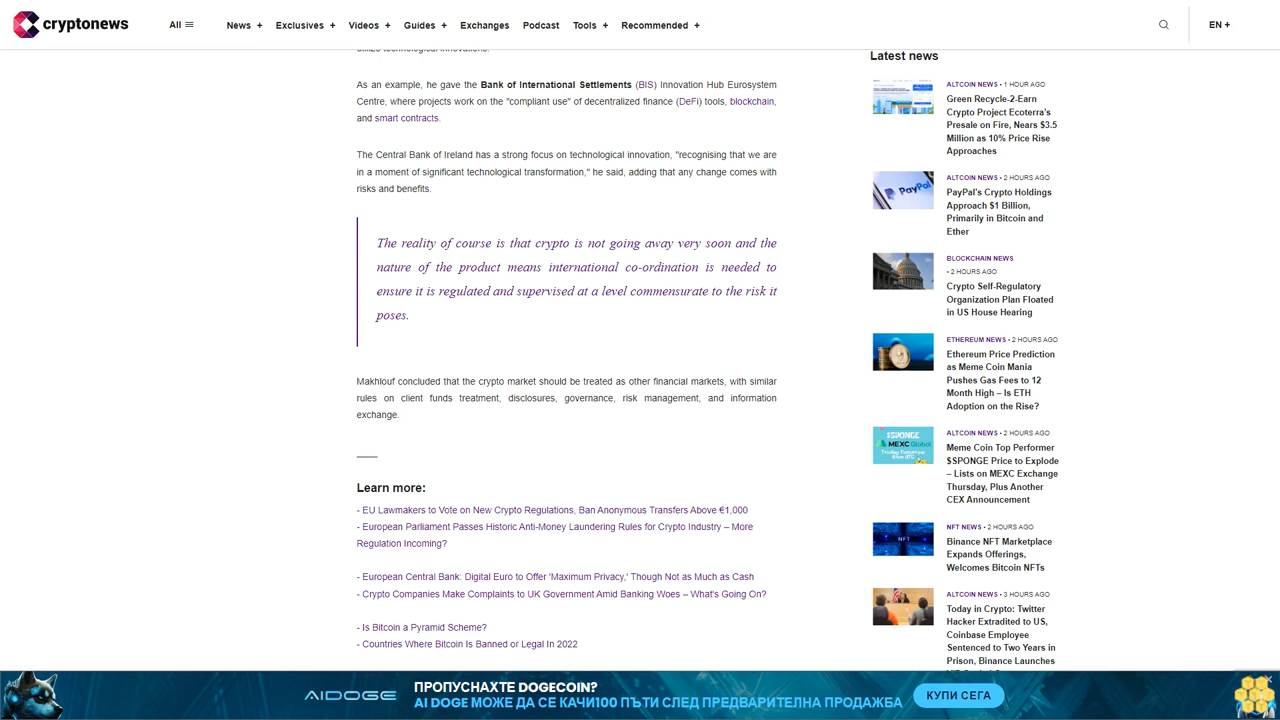 cryptonews
All
News +
Exclusives +
Videos +
Guides +
Exchanges
Podcast
Tools +
Recommended +
EN +
utilize technological innovations.
As an example, he gave the Bank of International Settlements (BIS) Innovation Hub Eurosystem
Centre, where projects work on the "compliant use" of decentralized finance (DeFi) tools, blockchain,
and smart contracts.
The Central Bank of Ireland has a strong focus on technological innovation, "recognising that we are
in a moment of significant technological transformation," he said, adding that any change comes with
risks and benefits.
The reality of course is that crypto is not going away very soon and the
nature of the product means international co-ordination is needed to
ensure it is regulated and supervised at a level commensurate to the risk it
poses.
Makhlouf concluded that the crypto market should be treated as other financial markets, with similar
rules on client funds treatment, disclosures, governance, risk management, and information
exchange.
____
Learn more:
- EU Lawmakers to Vote on New Crypto Regulations, Ban Anonymous Transfers Above €1,000
- European Parliament Passes Historic Anti-Money Laundering Rules for Crypto Industry – More
Regulation Incoming?
- European Central Bank: Digital Euro to Offer 'Maximum Privacy,' Though Not as Much as Cash
- Crypto Companies Make Complaints to UK Government Amid Banking Woes – What's Going On?
- Is Bitcoin a Pyramid Scheme?
- Countries Where Bitcoin Is Banned or Legal In 2022
Latest news
ALTCOIN NEWS • 1 HOUR AGO
Green Recycle-2-Earn
Crypto Project Ecoterra's
Presale on Fire, Nears $3.5
Million as 10% Price Rise
Approaches
PayPal
ALTCOIN NEWS • 2 HOURS AGO
PayPal's Crypto Holdings
Approach $1 Billion,
Primarily in Bitcoin and
Ether
BLOCKCHAIN NEWS
• 2 HOURS AGO
Crypto Self-Regulatory
Organization Plan Floated
in US House Hearing
ETHEREUM NEWS • 2 HOURS AGO
Ethereum Price Prediction
as Meme Coin Mania
Pushes Gas Fees to 12
Month High – Is ETH
Adoption on the Rise?
$SPONGE
MEXC Global
Trading Tomorrow
ALTCOIN NEWS • 2 HOURS AGO
Meme Coin Top Performer
$SPONGE Price to Explode
– Lists on MEXC Exchange
Thursday, Plus Another
CEX Announcement
NFT
NFT NEWS • 2 HOURS AGO
Binance NFT Marketplace
Expands Offerings,
Welcomes Bitcoin NFTs
ALTCOIN NEWS • 3 HOURS AGO
Today in Crypto: Twitter
Hacker Extradited to US,
Coinbase Employee
Sentenced to Two Years in
Prison, Binance Launches
Ad
AIDOGE
ПРОПУСНАХТЕ DOGECOIN?
AI DOGE МОЖЕ ДА СЕ КАЧИ100 ПЪТИ СЛЕД ПРЕДВАРИТЕЛНА ПРОДАЖБА
КУПИ СЕГА